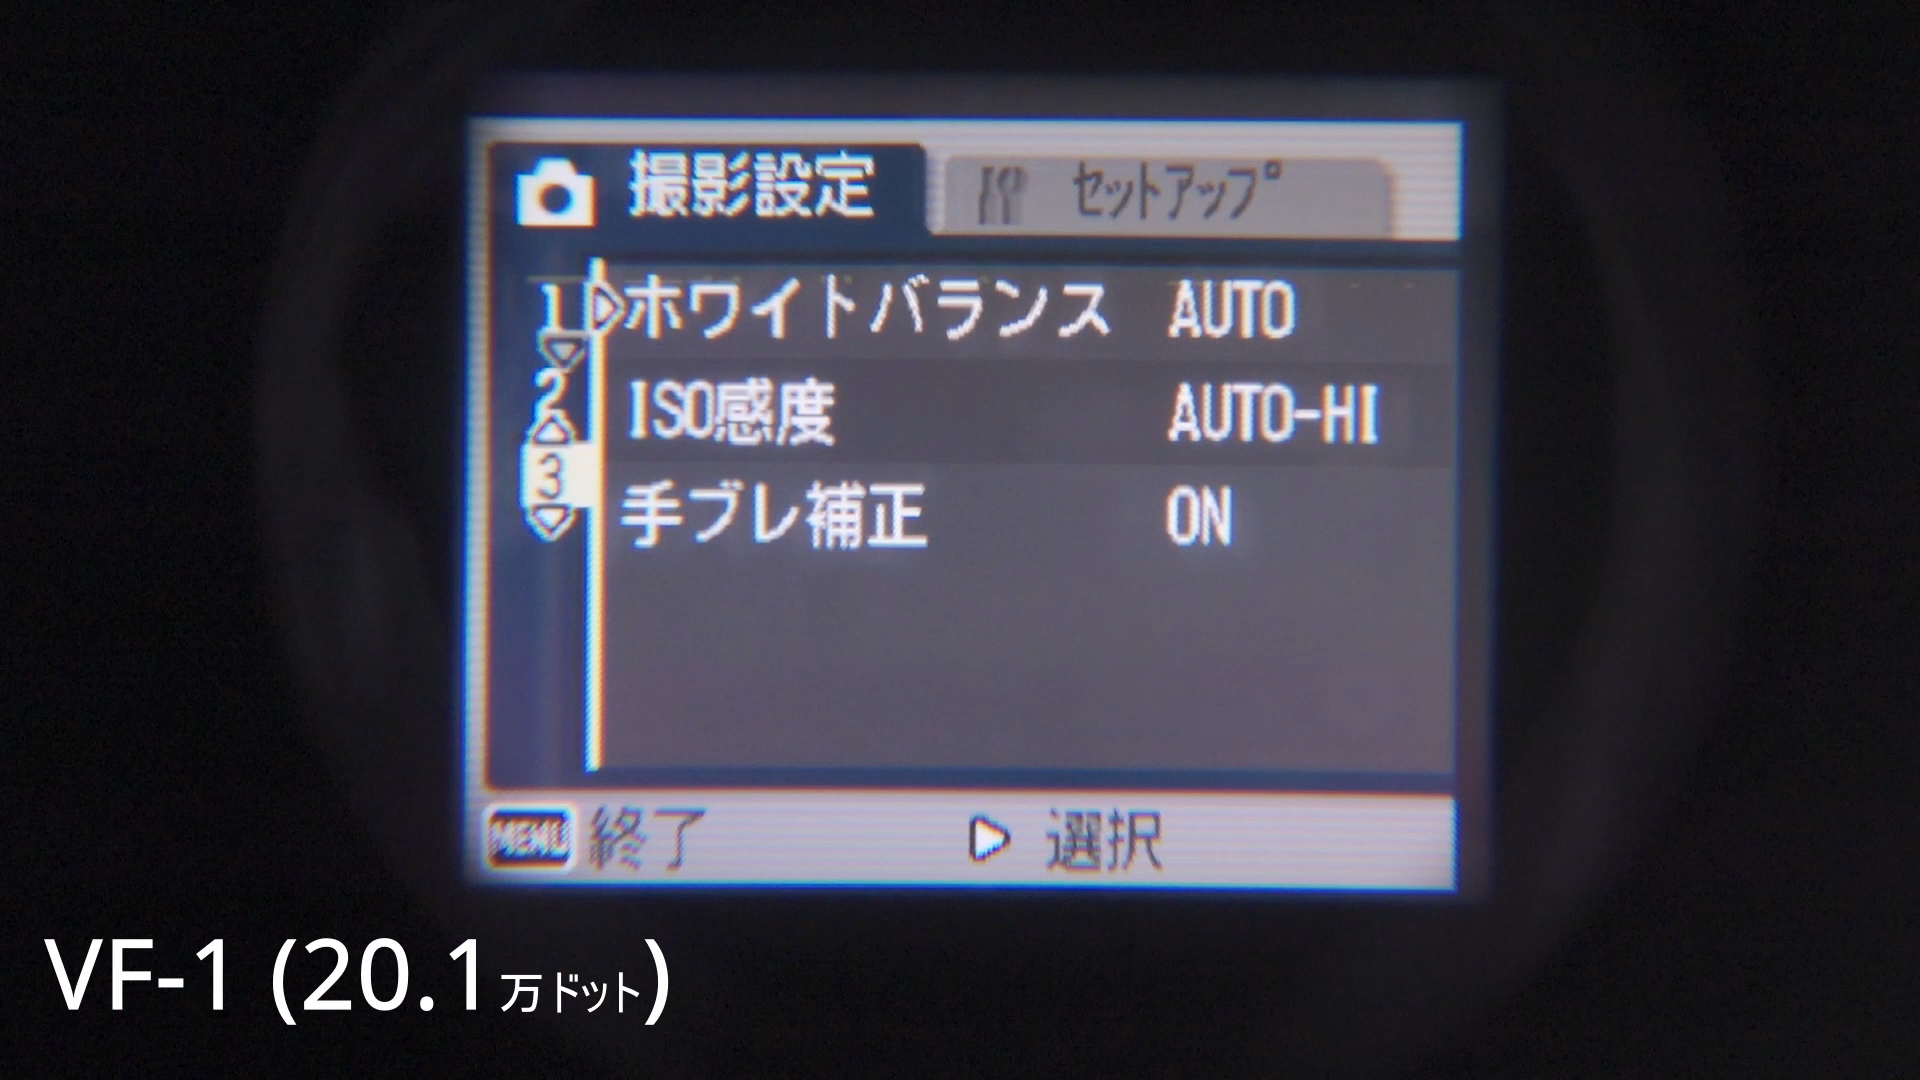 撮影設定 セットアップ
1 ホワイトバランス AUTO
2 ISO感度 AUTO-HI
3 手ブレ補正 ON
MENU 終了 選択
VF-1 (20.1万ドット)